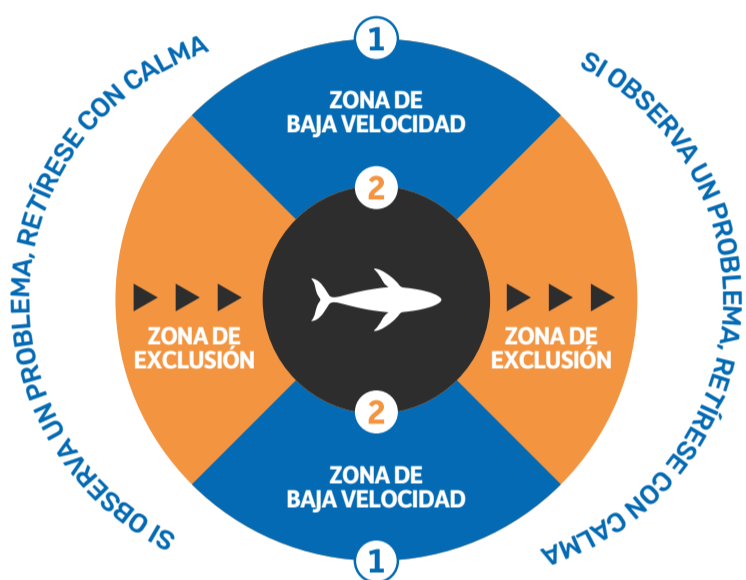 SI OBSERVA UN PROBLEMA, RETÍRESE CON CALMA
SI OBSERVA UN PROBLEMA, RETÍRESE CON CALMA
1
ZONA DE
BAJA VELOCIDAD
2
ZONA DE
EXCLUSIÓN
ZONA DE
EXCLUSIÓN
2
ZONA DE
BAJA VELOCIDAD
1